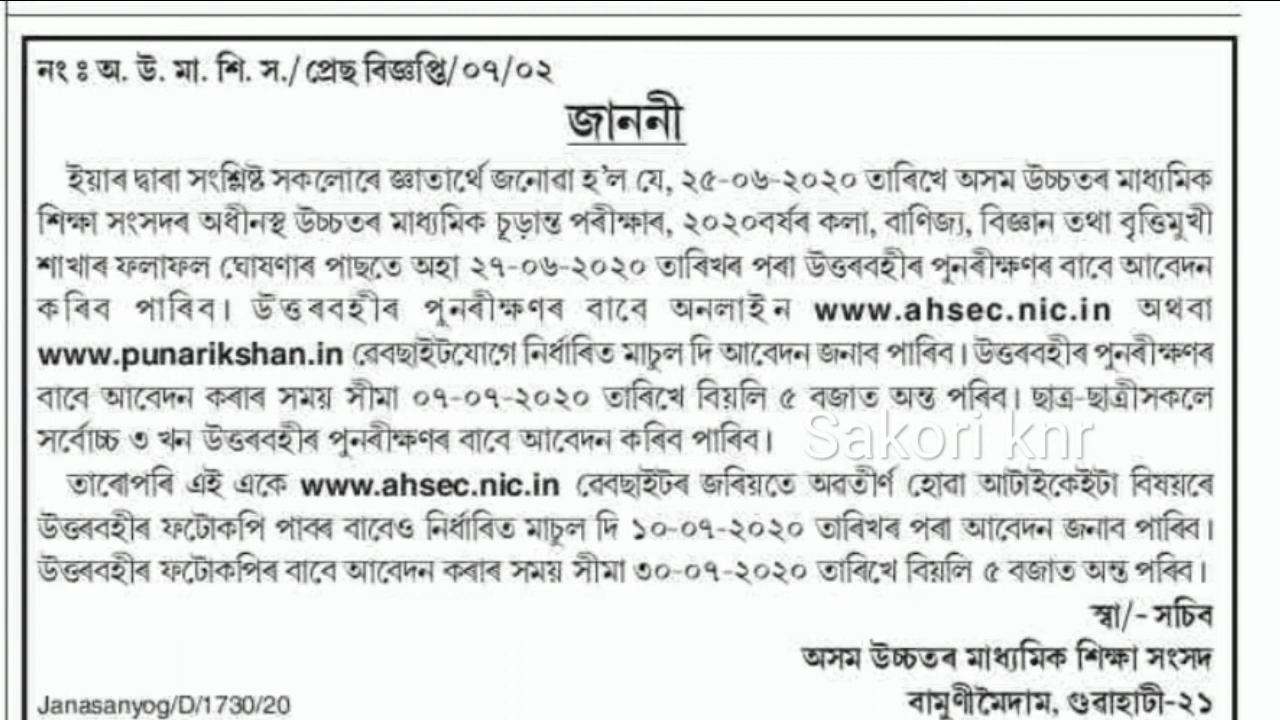 নং ঃ অ. উ. মা. শি. স./ প্ৰেছ বিজ্ঞপ্তি/০৭/০২
জাননী
ইয়াৰ দ্বাৰা সংশ্লিষ্ট সকলোৰে জ্ঞাতাৰ্থে জনোৱা হ'ল যে, ২৫-০৬-২০২০ তাৰিখে অসম উচ্চতৰ মাধ্যমিক
শিক্ষা সংসদৰ অধীনস্থ উচ্চতৰ মাধ্যমিক চূড়ান্ত পৰীক্ষাৰ, ২০২০বৰ্যৰ কলা, বাণিজ্য, বিজ্ঞান তথা বৃত্তিমুখী
শাখাৰ ফলাফল ঘোষণাৰ পাছতে অহা ২৭-০৬-২০২০ তাৰিখৰ পৰা উত্তৰবহীৰ পুনৰীক্ষণৰ বাবে আবেদন
কৰিব পাৰিব। উত্তৰবহীৰ পুনৰীক্ষণৰ বাবে অনলাইন www.ahsec.nic.in অথবা
www.punarikshan.in ৱেবছাইটযোগে নিৰ্ধাৰিত মাচুল দি আবেদন জনাব পাৰিব। উত্তৰবহীৰ পুনৰীক্ষণৰ
বাবে আবেদন কৰাৰ সময় সীমা ০৭-০৭-২০২০ তাৰিখে বিয়লি ৫ বজাত অন্ত পৰিব। ছাত্ৰ-ছাত্ৰীসকলে
সৰ্বোচ্চ ৩ খন উত্তৰবহীৰ পুনৰীক্ষণৰ বাবে আবেদন কৰিব পাৰিব।
Sakori knr
তাৰোপৰি এই একে www.ahsec.nic.in ৱেবছাইটৰ জৰিয়তে অৱতীৰ্ণ হোৱা আটাইকেইটা বিষয়ৰে
উত্তৰবহীৰ ফটোকপি পাবৰ বাবেও নিৰ্ধাৰিত মাচুল দি ১০-০৭-২০২০ তাৰিখৰ পৰা আবেদন জনাব পাৰিব।
উত্তৰবহীৰ ফটোকপিৰ বাবে আবেদন কৰাৰ সময় সীমা ৩০-০৭-২০২০ তাৰিখে বিয়লি ৫ বজাত অন্ত পৰিব।
স্বা/- সচিব
অসম উচ্চতৰ মাধ্যমিক শিক্ষা সংসদ
বামুণীমৈদাম, গুৱাহাটী-২১
Janasanyog/D/1730/20